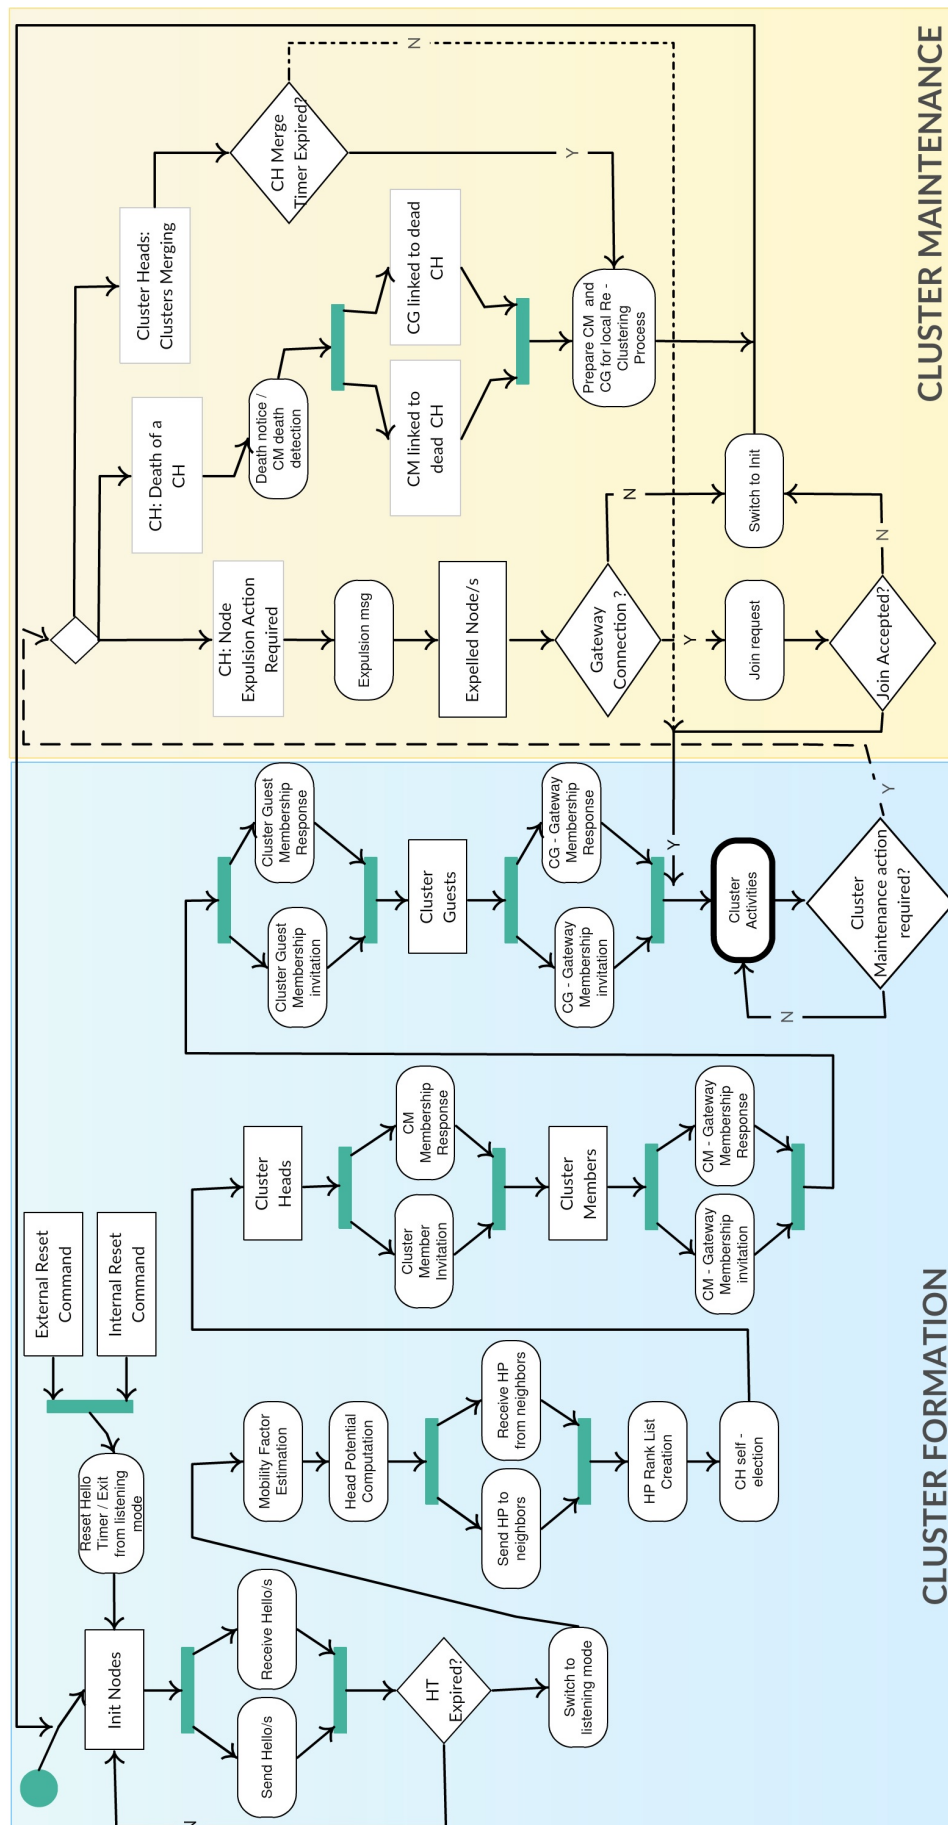 External Reset
Command
Internal Reset
Command
Reset Hello
Timer / Exit
from listening
mode
Init Nodes
Send Hello/s
Receive Hello/s
HT
Expired?
N
Switch to
listening mode
Mobility Factor
Estimation
Head Potential
Computation
Send HP to
neighbors
Receive HP
from neighbors
HP Rank List
Creation
CH self -
election
Cluster
Heads
Cluster
Member
Invitation
CM
Membership
Response
Cluster
Members
CM - Gateway
Membership
invitation
CM - Gateway
Membership
Response
Cluster Guest
Membership
invitation
Cluster Guest
Membership
Response
Cluster
Guests
CG - Gateway
Membership
invitation
CG - Gateway
Membership
Response
Y
Cluster
Activities
N
Cluster
Maintenance action
required?
Y
CLUSTER FORMATION
CH: Node
Expulsion Action
Required
Expulsion msg
Expelled Node/s
Gateway
Connection ?
Y
N
Join request
Join Accepted?
N
Switch to Init
CH: Death of a
CH
Death notice /
CM death
detection
CM linked to
dead CH
CG linked to dead
CH
Prepare CM and
CG for local Re -
Clustering
Process
Cluster Heads:
Clusters Merging
CH Merge
Timer Expired?
N
Y
CLUSTER MAINTENANCE